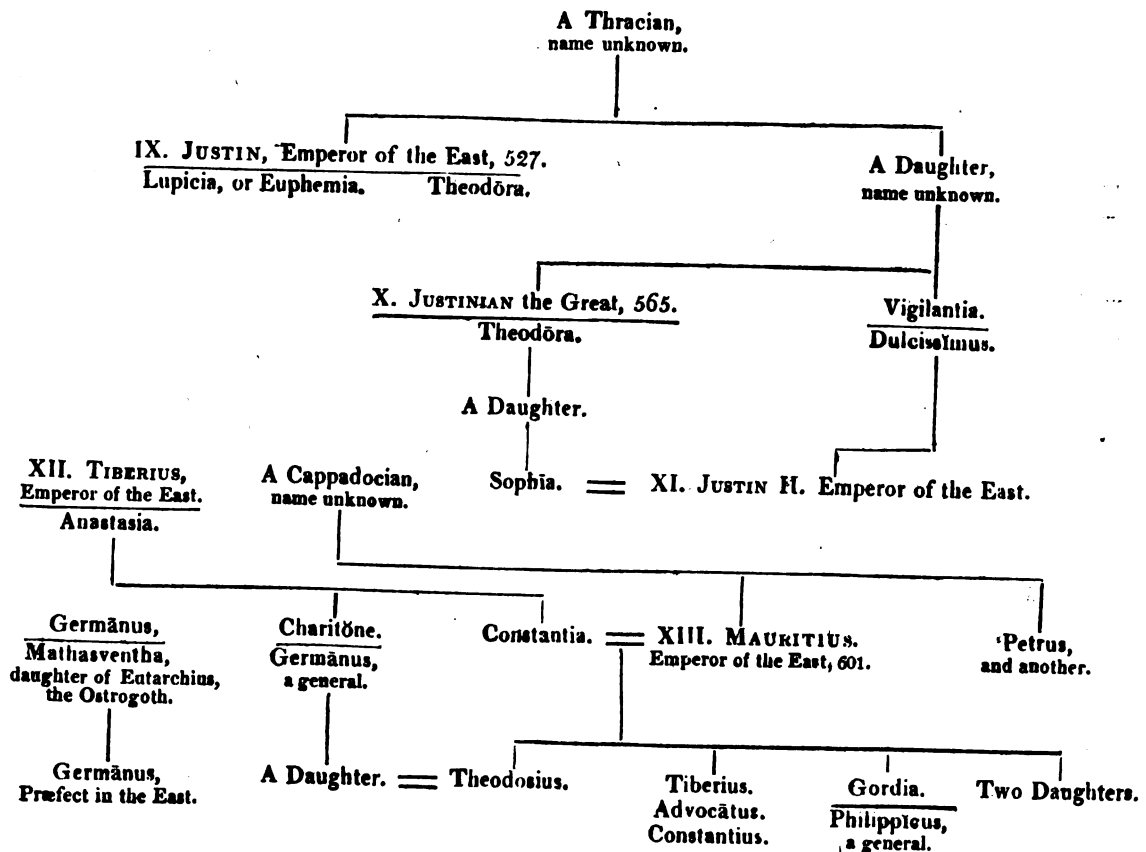 A Thracian,
name unknown.
IX. JUSTIN, Emperor of the East, 527.
Lupicia, or Euphemia. Theodōra.
A Daughter,
name unknown.
X. JUSTINIAN the Great, 565.
Theodōra.
Vigilantia.
Dulcissĭmus.
A Daughter.
Sophīa. = XI. JUSTIN II. Emperor of the East.
XII. TIBERIUS,
Emperor of the East.
Anastasia.
A Cappadocian,
name unknown.
Germānus,
Mathasventha,
daughter of Eutarchius,
the Ostrogoth.
Charitŏne.
Germānus,
a general.
Constantia. = XIII. MAURITIUS.
Emperor of the East, 601.
Petrus,
and another.
Germānus,
Præfect in the East.
A Daughter. = Theodosius.
Tiberius.
Advocātus.
Constantius.
Gordia.
Philippĭcus,
a general.
Two Daughters.